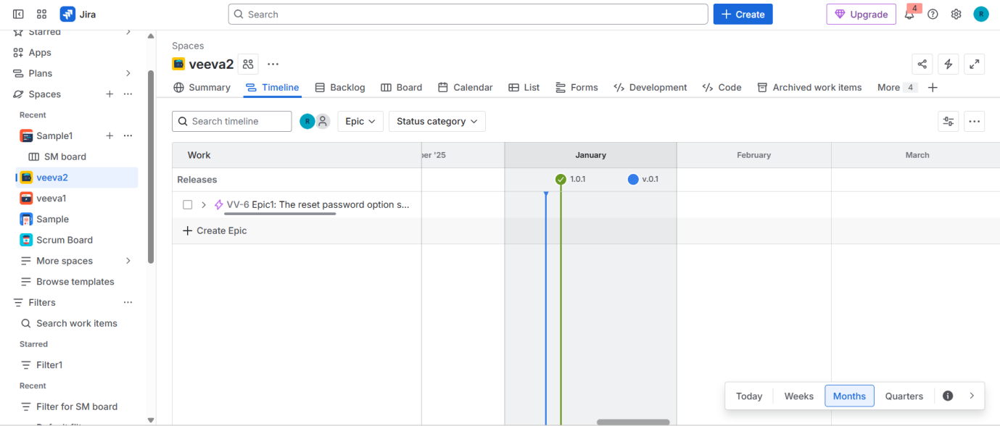 Jira
Search
Create
Upgrade
4
R
Starred
Apps
Plans
Spaces
Recent
Sample1
SM board
veeva2
veeva1
Sample
Scrum Board
More spaces
Browse templates
Filters
Search work items
Starred
Filter1
Recent
Filter for SM board
Spaces
veeva2
Summary Timeline Backlog Board Calendar List Forms Development Code Archived work items More 4
Search timeline
R
Epic
Status category
Work
'25
January
February
March
Releases
1.0.1
v.0.1
VV-6 Epic1: The reset password option s...
Create Epic
Today Weeks Months Quarters